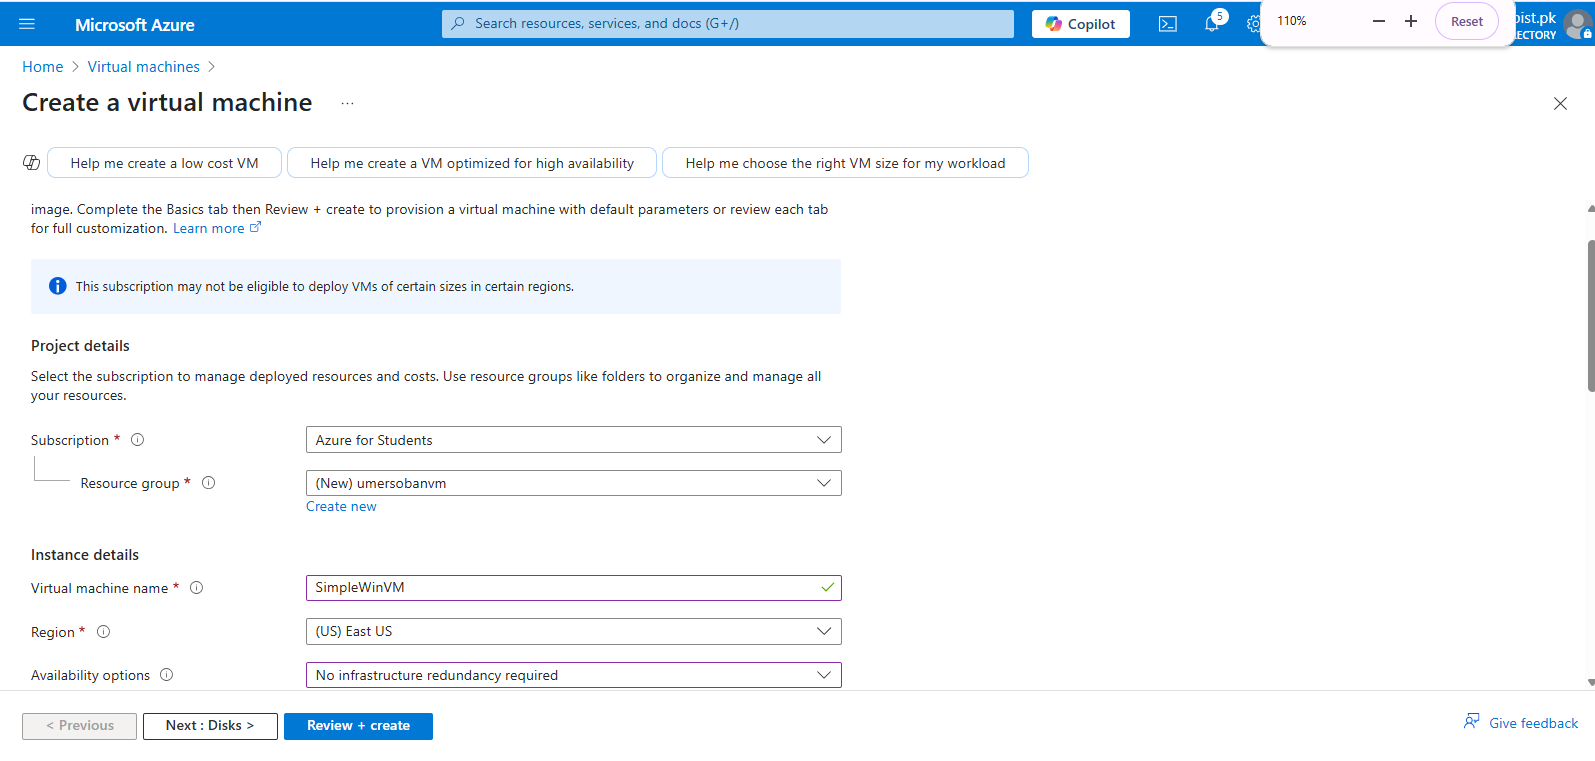 Microsoft Azure
Search resources, services, and docs (G+/)
Copilot
5
110%
Reset
bist.pk
ECTORY
Home > Virtual machines >
Create a virtual machine ...
Help me create a low cost VM
Help me create a VM optimized for high availability
Help me choose the right VM size for my workload
image. Complete the Basics tab then Review + create to provision a virtual machine with default parameters or review each tab
for full customization. Learn more
This subscription may not be eligible to deploy VMs of certain sizes in certain regions.
Project details
Select the subscription to manage deployed resources and costs. Use resource groups like folders to organize and manage all
your resources.
Subscription *
Azure for Students
Resource group *
(New) umersobanvm
Create new
Instance details
Virtual machine name *
SimpleWinVM
Region *
(US) East US
Availability options
No infrastructure redundancy required
< Previous
Next : Disks >
Review + create
Give feedback